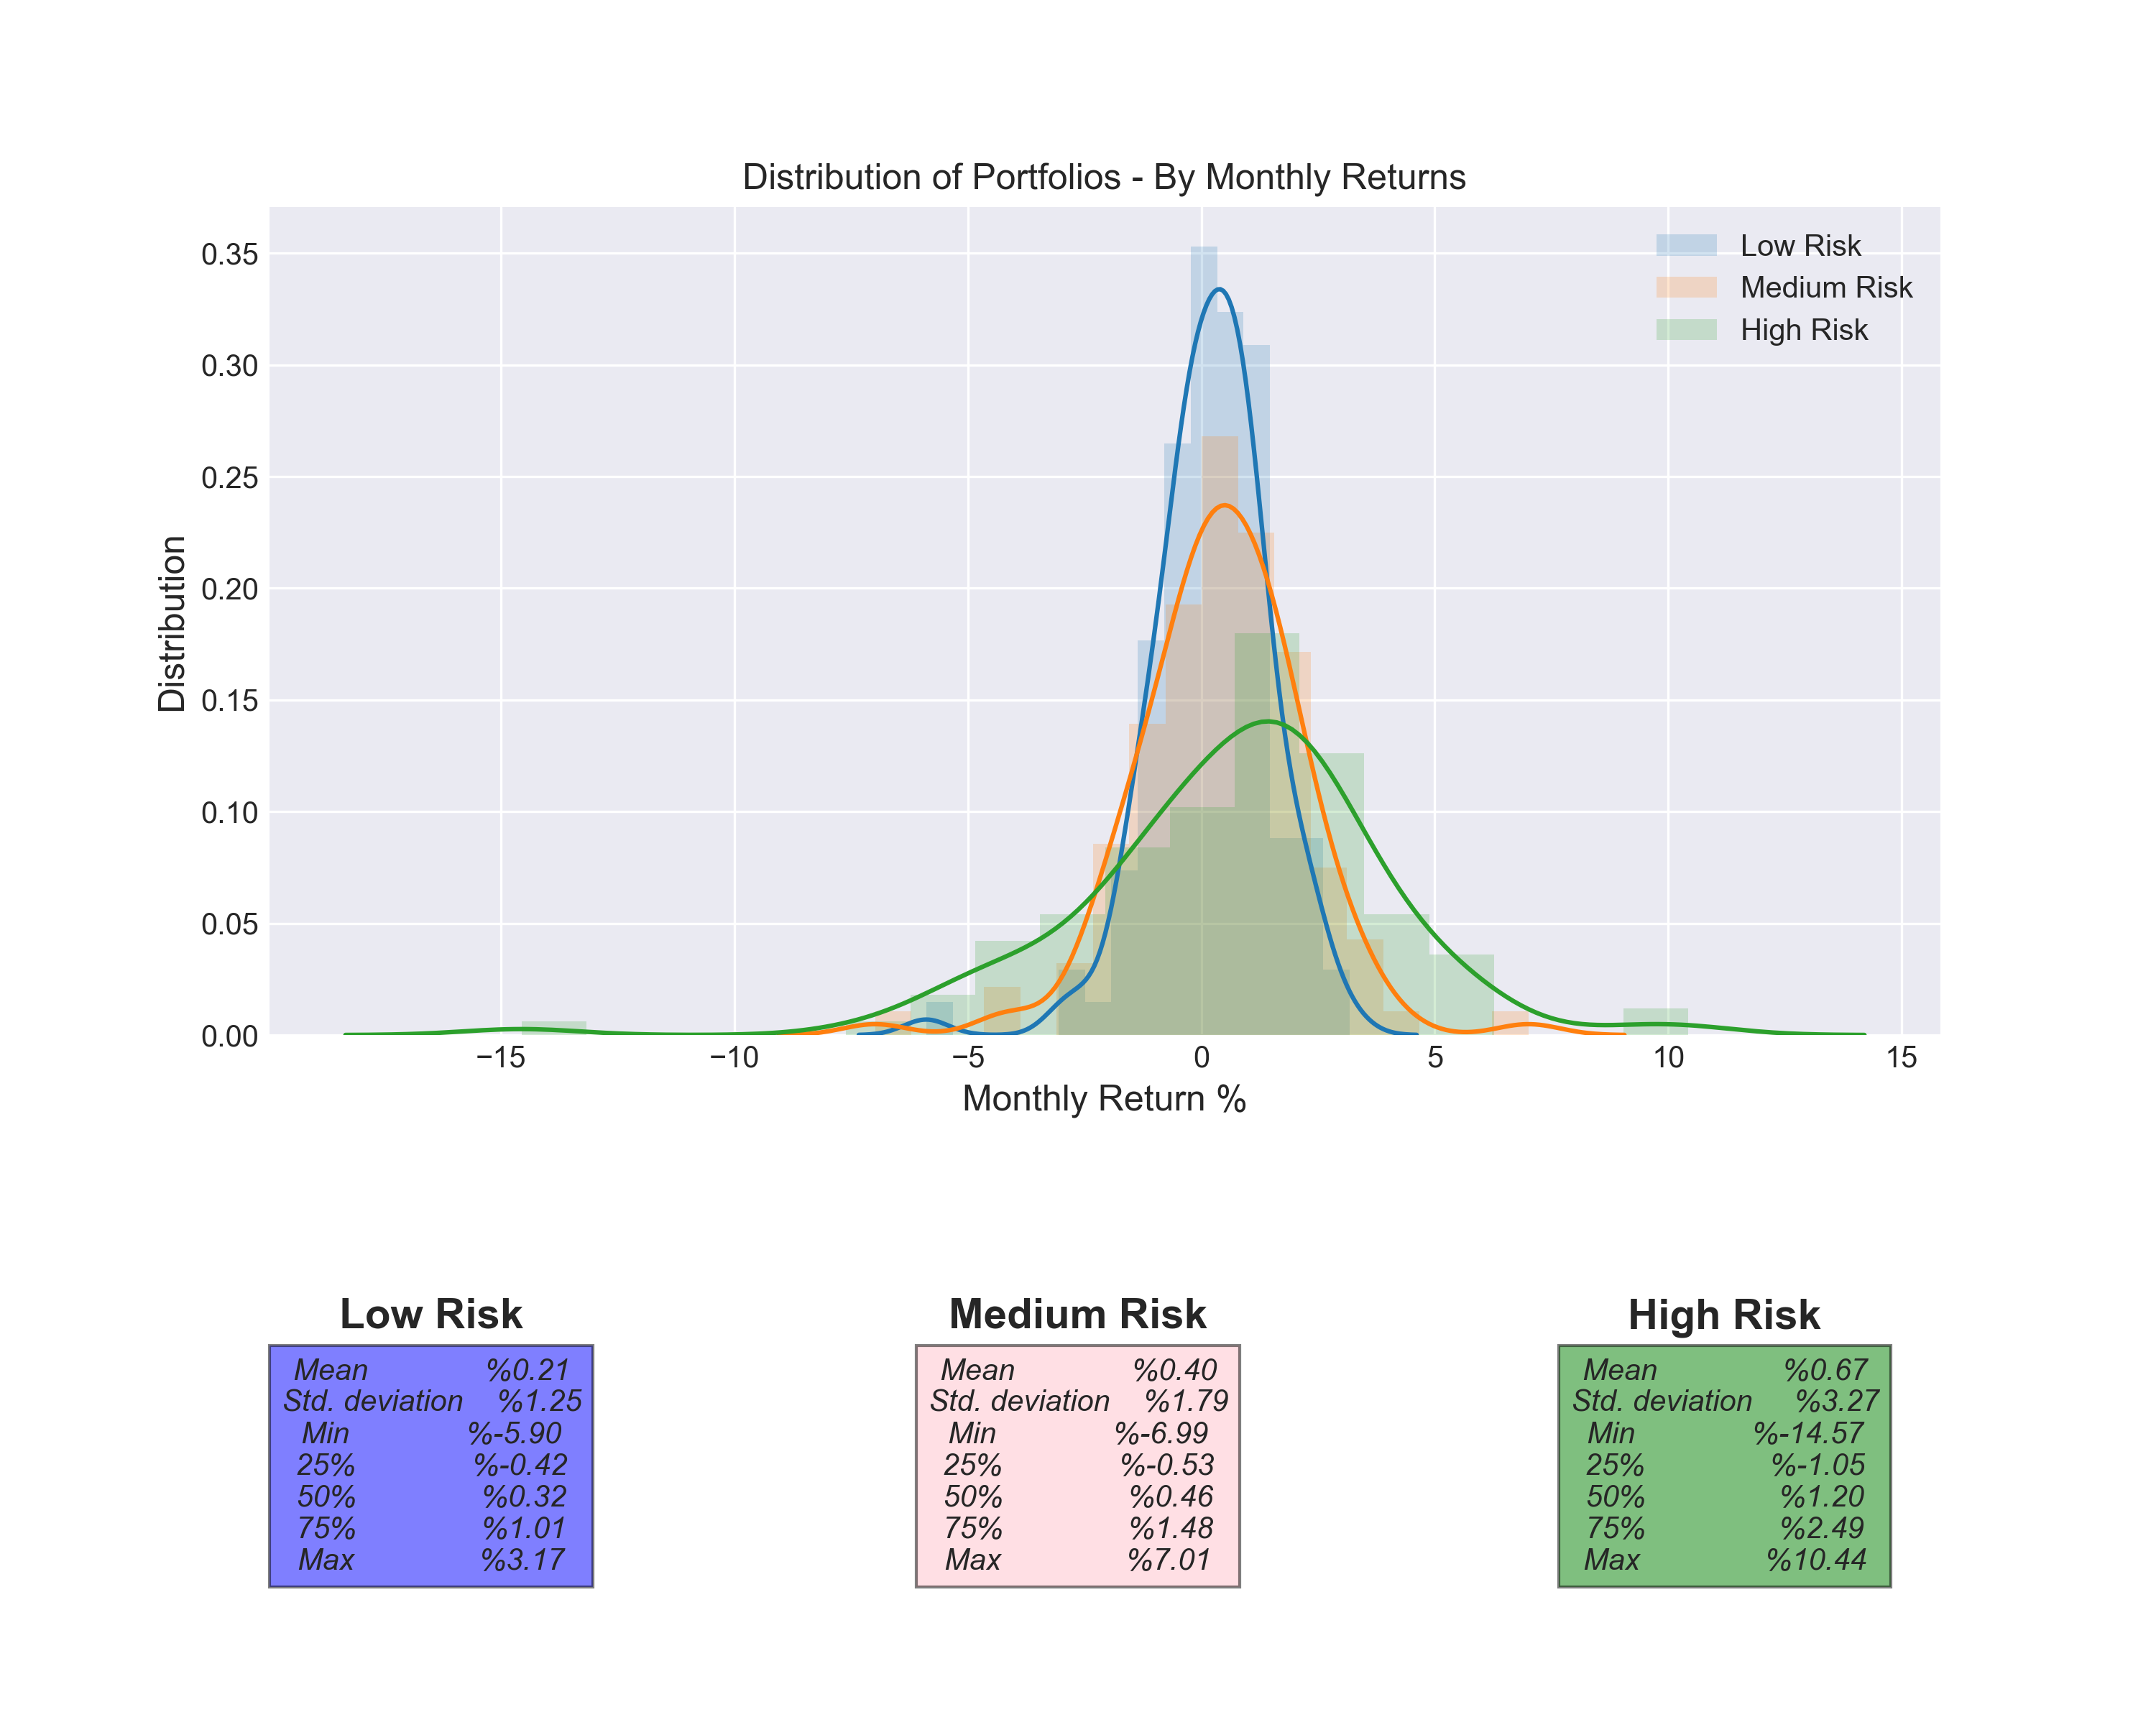 Distribution of Portfolios - By Monthly Returns
Low Risk
Medium Risk
High Risk
0.35
0.30
0.25
0.20
0.15
0.10
0.05
0.00
Distribution
−15 −10 −5 0 5 10 15
Monthly Return %
Low Risk
Mean %0.21
Std. deviation %1.25
Min %-5.90
25% %-0.42
50% %0.32
75% %1.01
Max %3.17
Medium Risk
Mean %0.40
Std. deviation %1.79
Min %-6.99
25% %-0.53
50% %0.46
75% %1.48
Max %7.01
High Risk
Mean %0.67
Std. deviation %3.27
Min %-14.57
25% %-1.05
50% %1.20
75% %2.49
Max %10.44